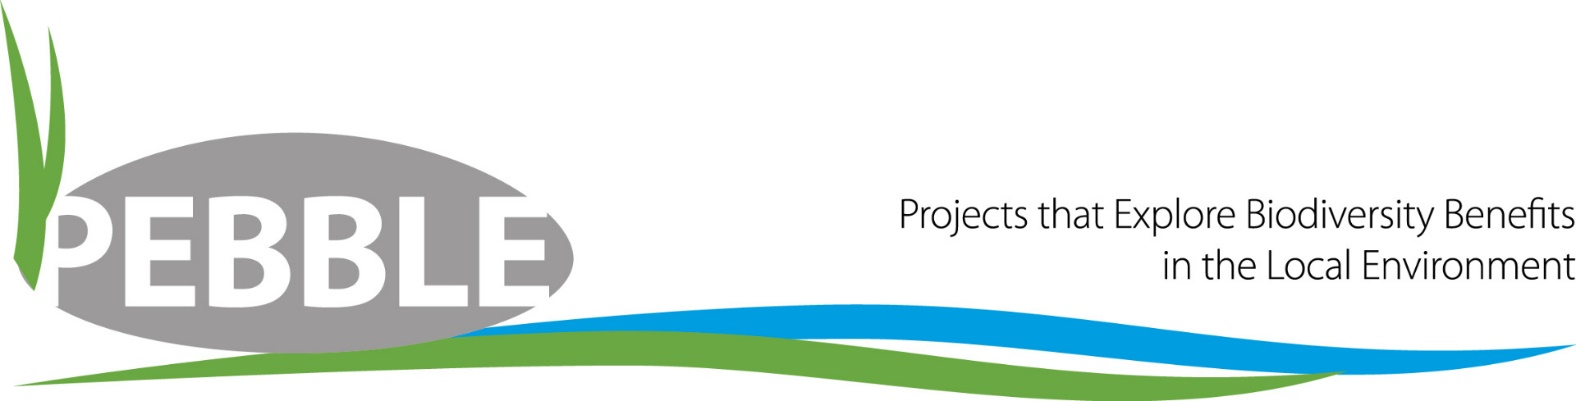 PEBBLE
Projects that Explore Biodiversity Benefits
in the Local Environment